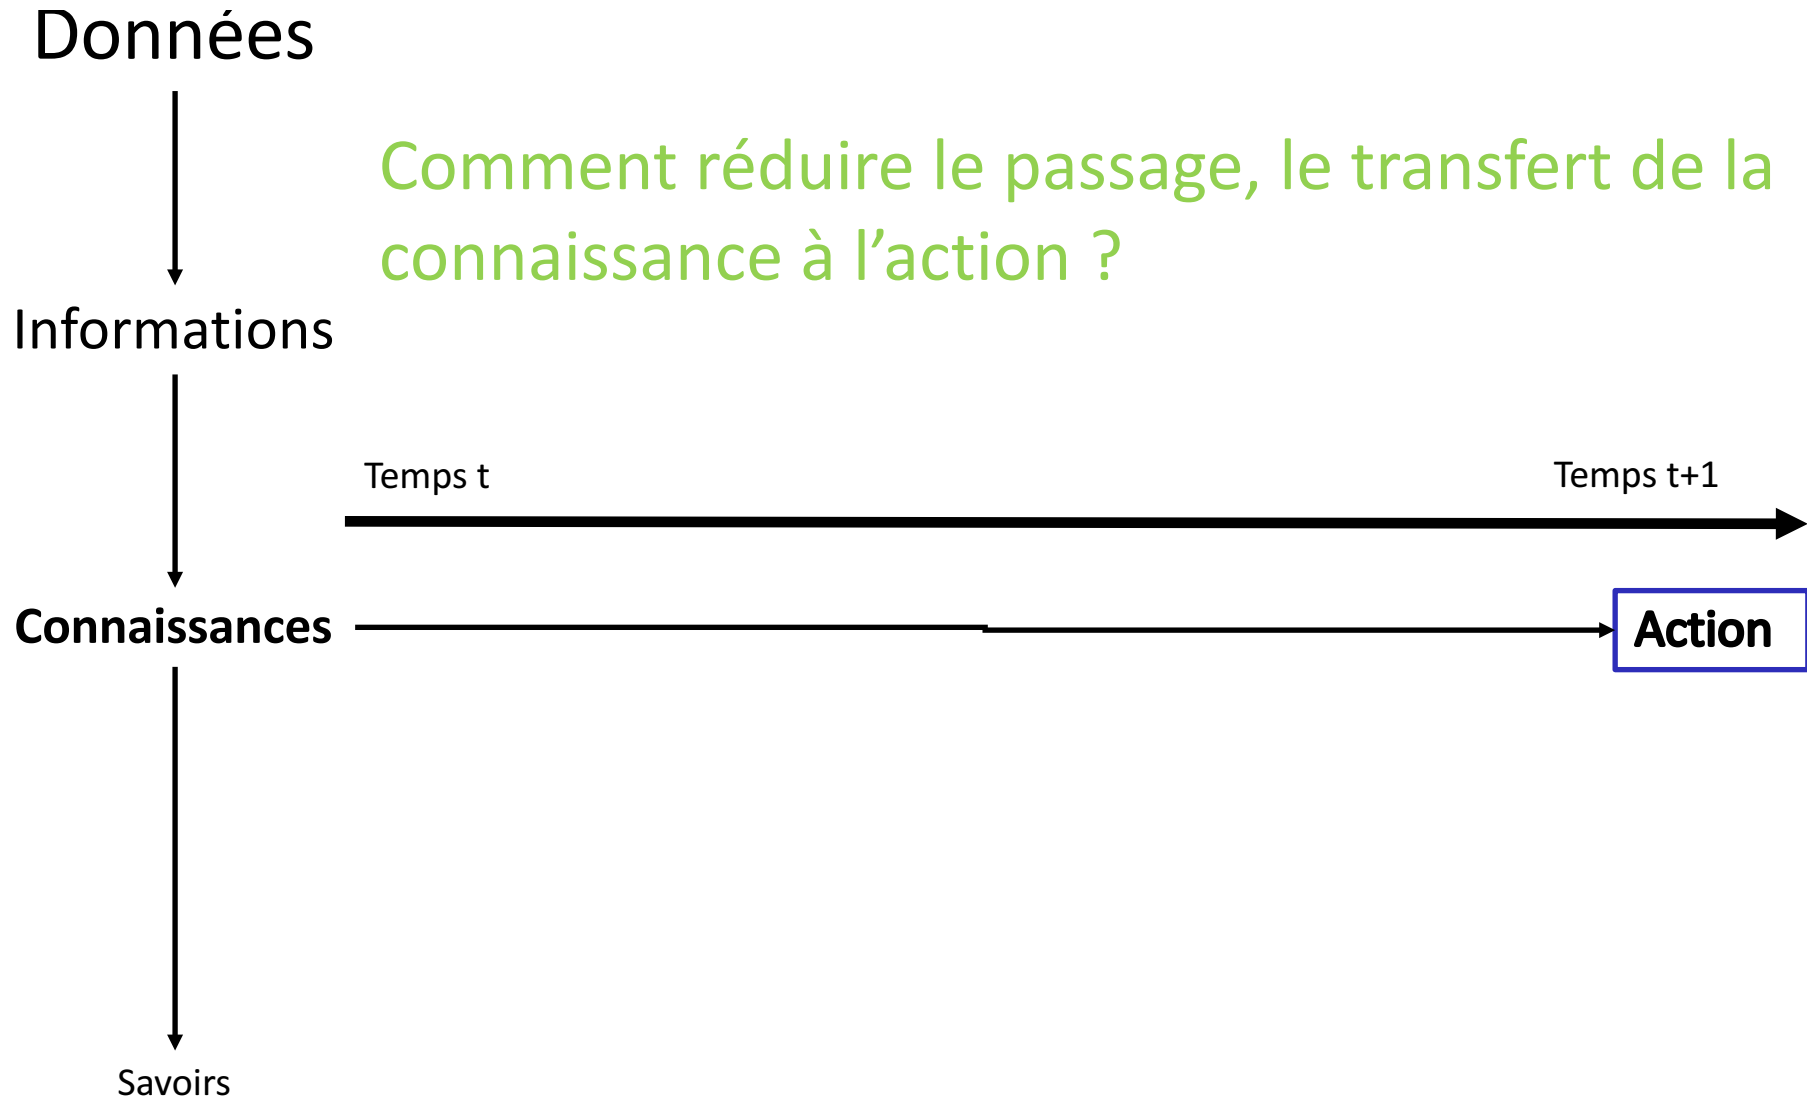 Données
Comment réduire le passage, le transfert de la
connaissance à l’action ?
Informations
Temps t
Temps t+1
Connaissances
Action
Savoirs